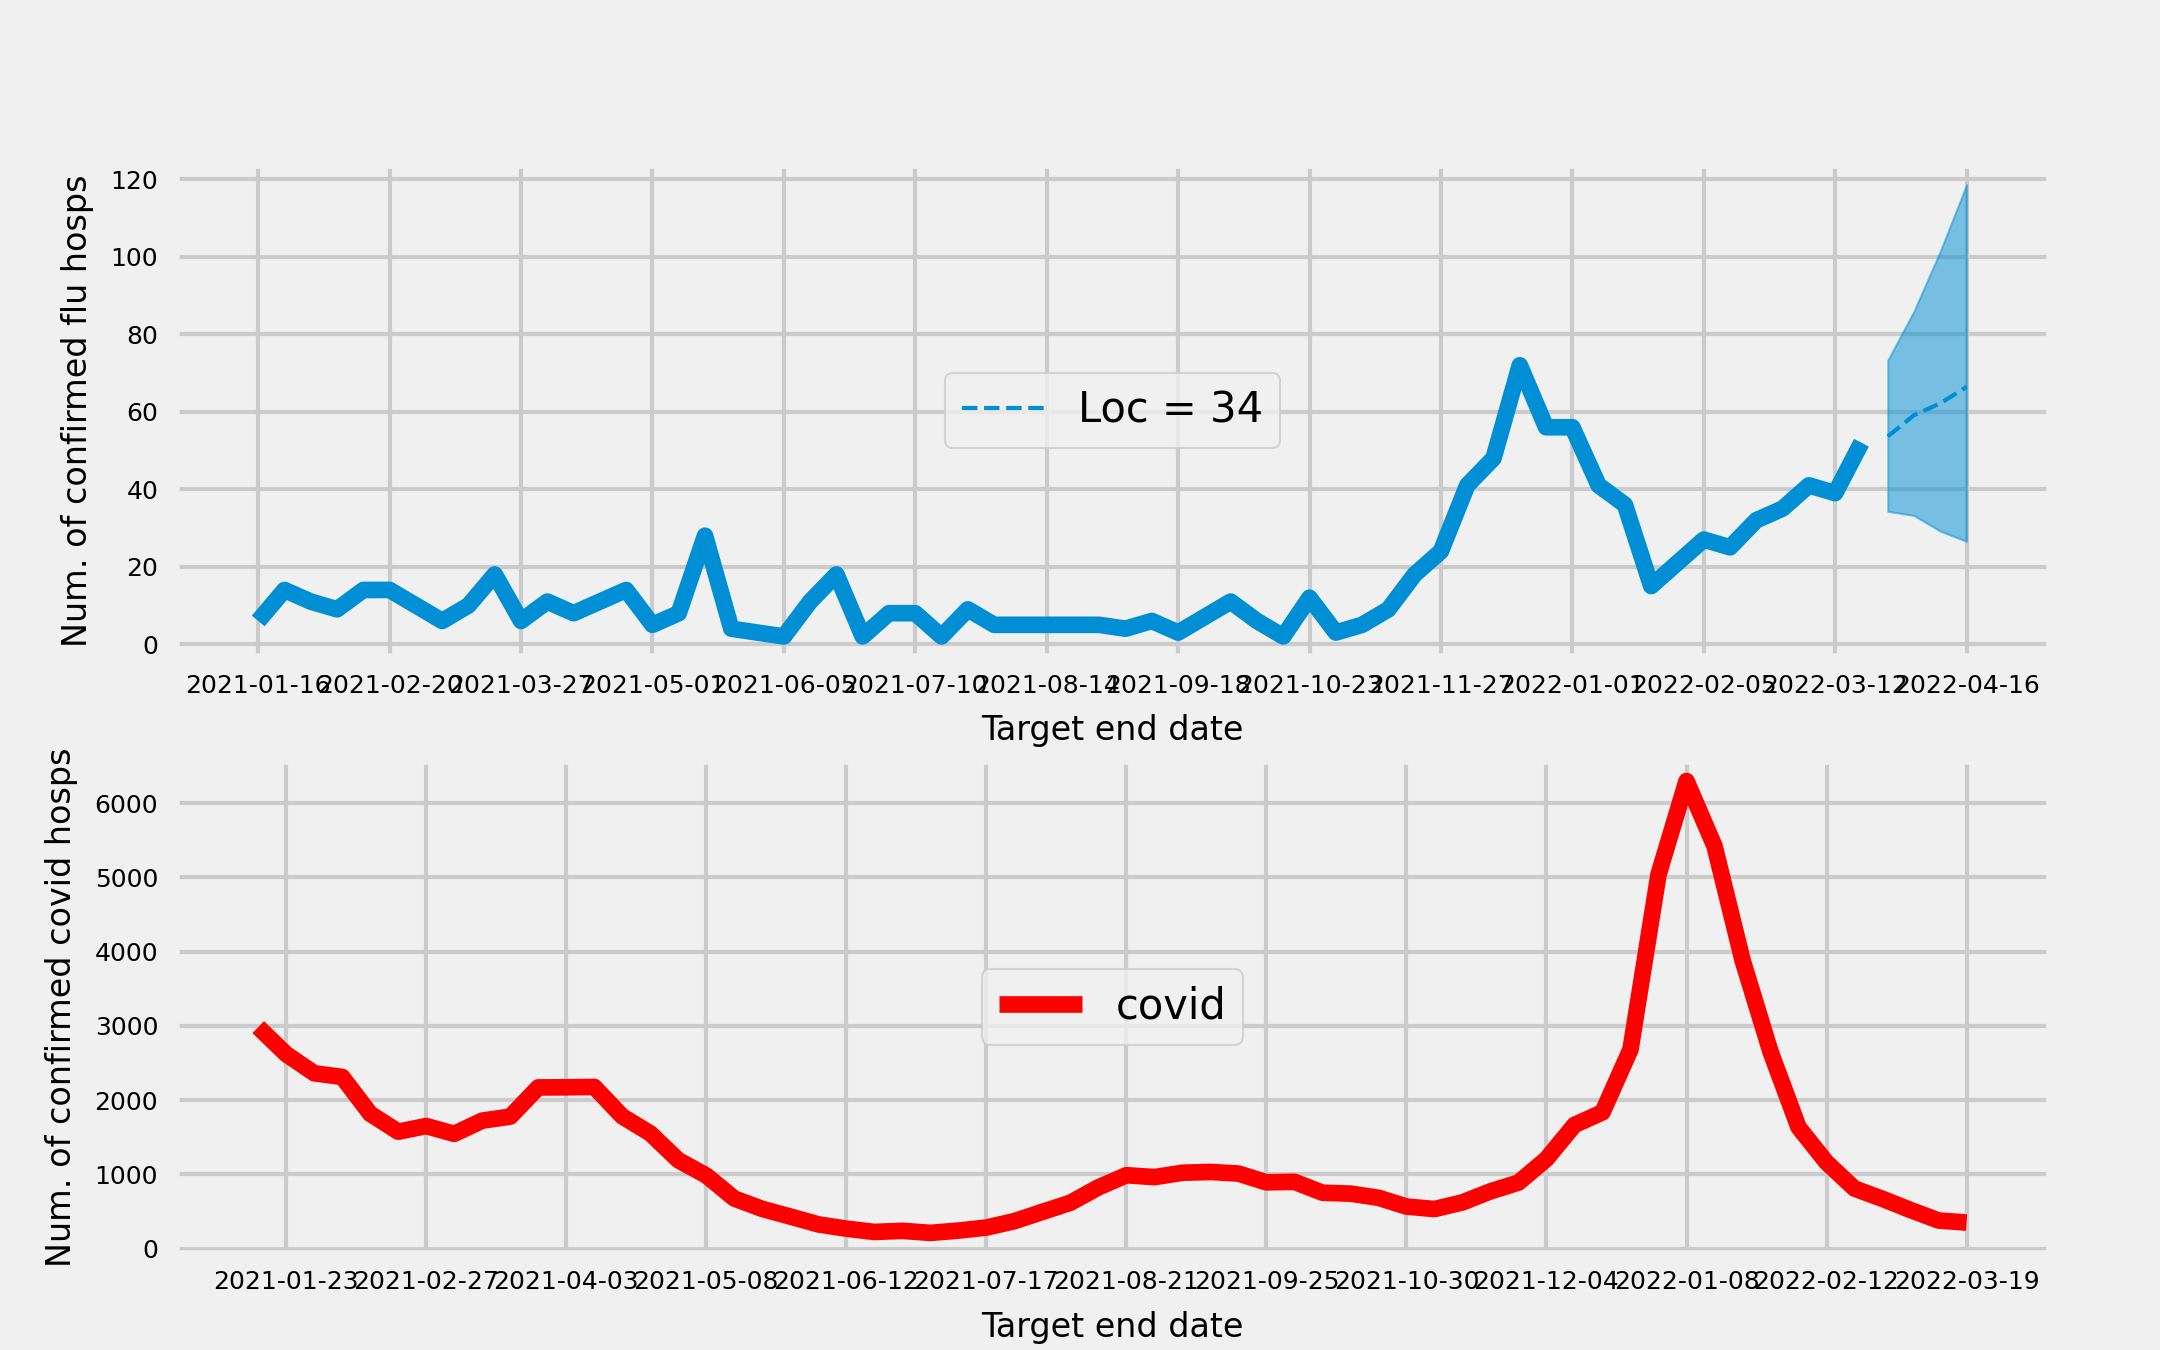 Num. of confirmed flu hosps
120
100
80
60
40
20
0
Loc = 34
2021-01-16 2021-02-20 2021-03-27 2021-05-01 2021-06-05 2021-07-10 2021-08-14 2021-09-18 2021-10-23 2021-11-27 2022-01-01 2022-02-05 2022-03-12 2022-04-16
Target end date
Num. of confirmed covid hosps
6000
5000
4000
3000
2000
1000
0
covid
2021-01-23 2021-02-27 2021-04-03 2021-05-08 2021-06-12 2021-07-17 2021-08-21 2021-09-25 2021-10-30 2021-12-04 2022-01-08 2022-02-12 2022-03-19
Target end date